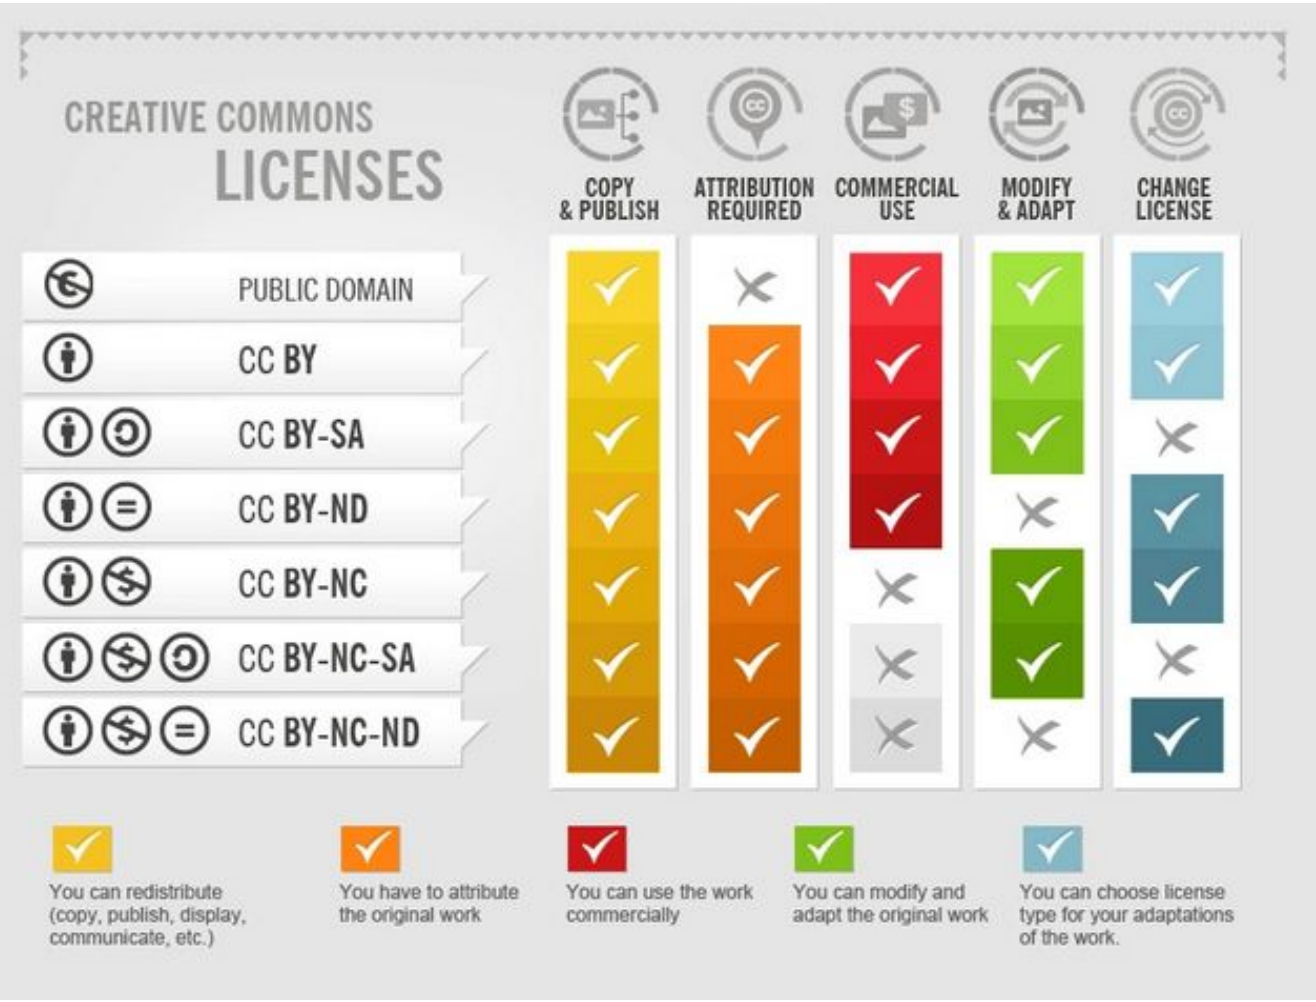 CREATIVE COMMONS
LICENSES
COPY
& PUBLISH
ATTRIBUTION
REQUIRED
COMMERCIAL
USE
MODIFY
& ADAPT
CHANGE
LICENSE
PUBLIC DOMAIN
CC BY
CC BY-SA
CC BY-ND
CC BY-NC
CC BY-NC-SA
CC BY-NC-ND
You can redistribute
(copy, publish, display,
communicate, etc.)
You have to attribute
the original work
You can use the work
commercially
You can modify and
adapt the original work
You can choose license
type for your adaptations
of the work.